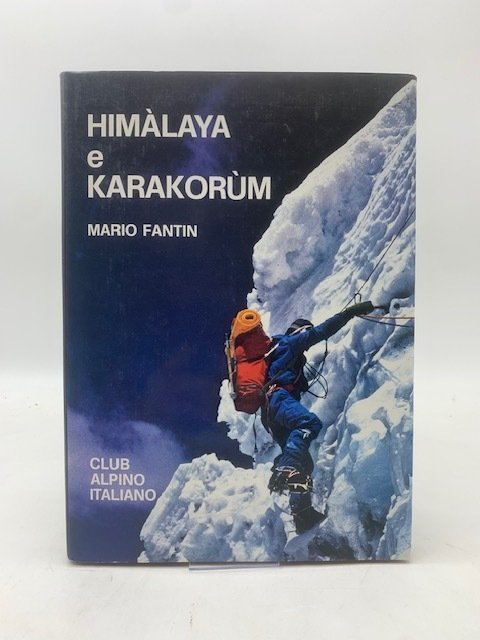 HIMÀLAYA
e
KARAKORÙM
MARIO FANTIN
CLUB
ALPINO
ITALIANO